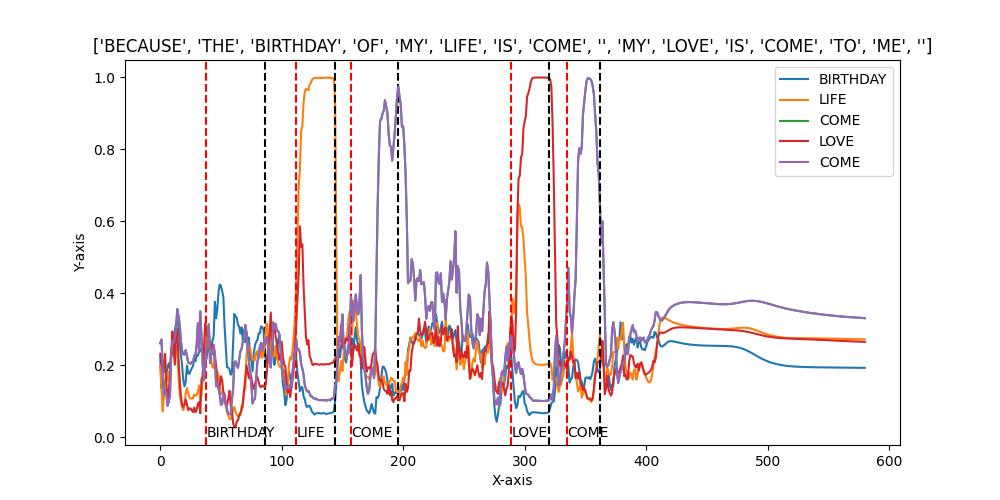 ['BECAUSE', 'THE', 'BIRTHDAY', 'OF', 'MY', 'LIFE', 'IS', 'COME', '', 'MY', 'LOVE', 'IS', 'COME', 'TO', 'ME', '']
1.0
0.8
0.6
0.4
0.2
0.0
Y-axis
BIRTHDAY
LIFE
COME
LOVE
COME
BIRTHDAY LIFE COME LOVE COME
0 100 200 300 400 500 600
X-axis